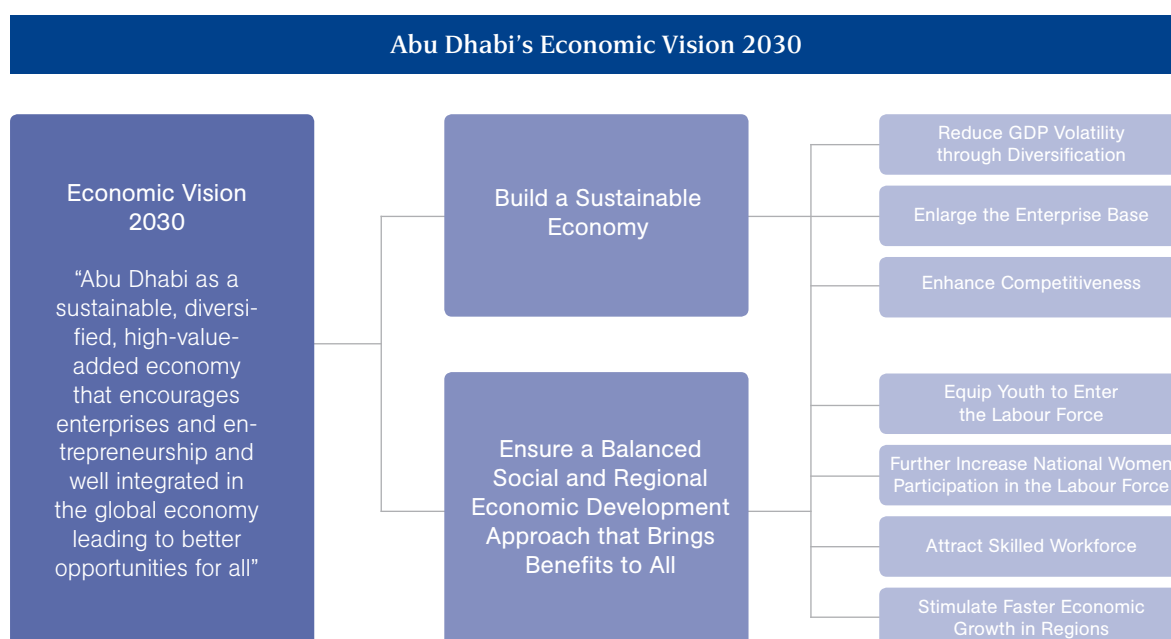 Abu Dhabi’s Economic Vision 2030
Economic Vision
2030
“Abu Dhabi as a
sustainable, diversi-
fied, high-value-
added economy
that encourages
enterprises and en-
trepreneurship and
well integrated in
the global economy
leading to better
opportunities for all”
Build a Sustainable
Economy
Reduce GDP Volatility
through Diversification
Enlarge the Enterprise Base
Enhance Competitiveness
Ensure a Balanced
Social and Regional
Economic Development
Approach that Brings
Benefits to All
Equip Youth to Enter
the Labour Force
Further Increase National Women
Participation in the Labour Force
Attract Skilled Workforce
Stimulate Faster Economic
Growth in Regions